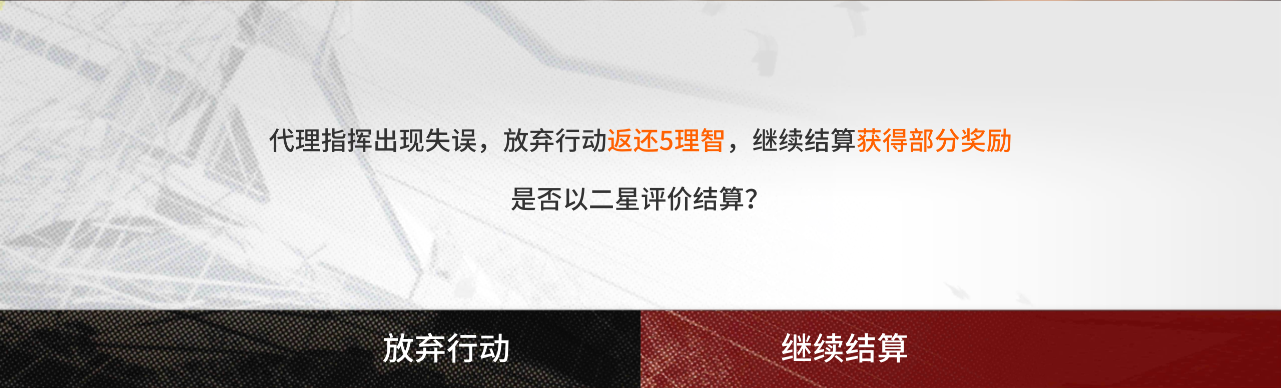 代理指挥出现失误，放弃行动返还5理智，继续结算获得部分奖励
是否以二星评价结算？
放弃行动
继续结算